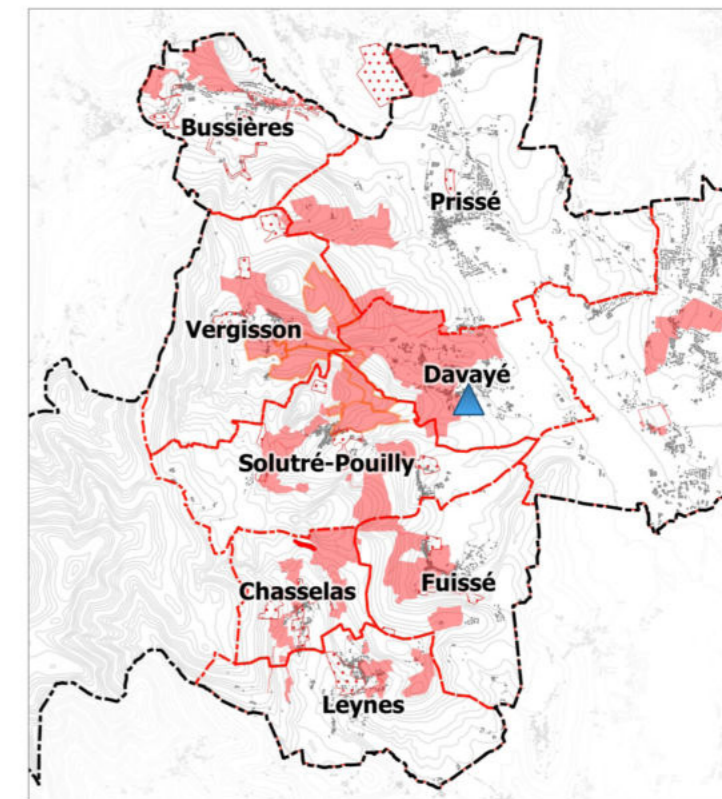 Bussières
Prissé
Vergisson
Davayé
Solutré-Pouilly
Chasselas
Fuissé
Leynes